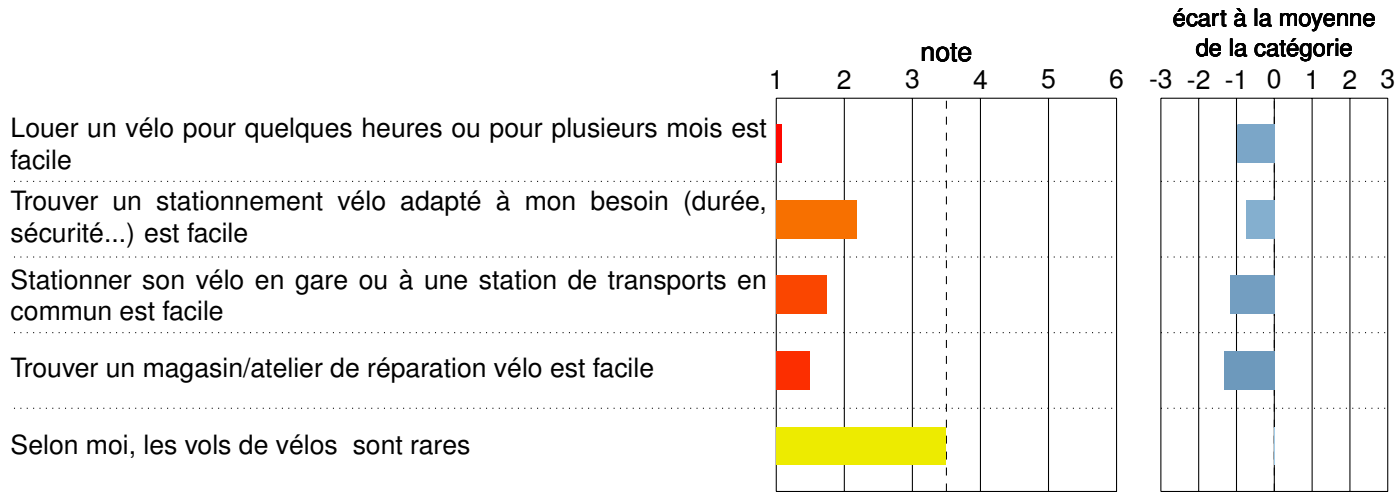 écart à la moyenne
note de la catégorie
1 2 3 4 5 6 -3 -2 -1 0 1 2 3
Louer un vélo pour quelques heures ou pour plusieurs mois est
facile
Trouver un stationnement vélo adapté à mon besoin (durée,
sécurité...) est facile
Stationner son vélo en gare ou à une station de transports en
commun est facile
Trouver un magasin/atelier de réparation vélo est facile
Selon moi, les vols de vélos sont rares